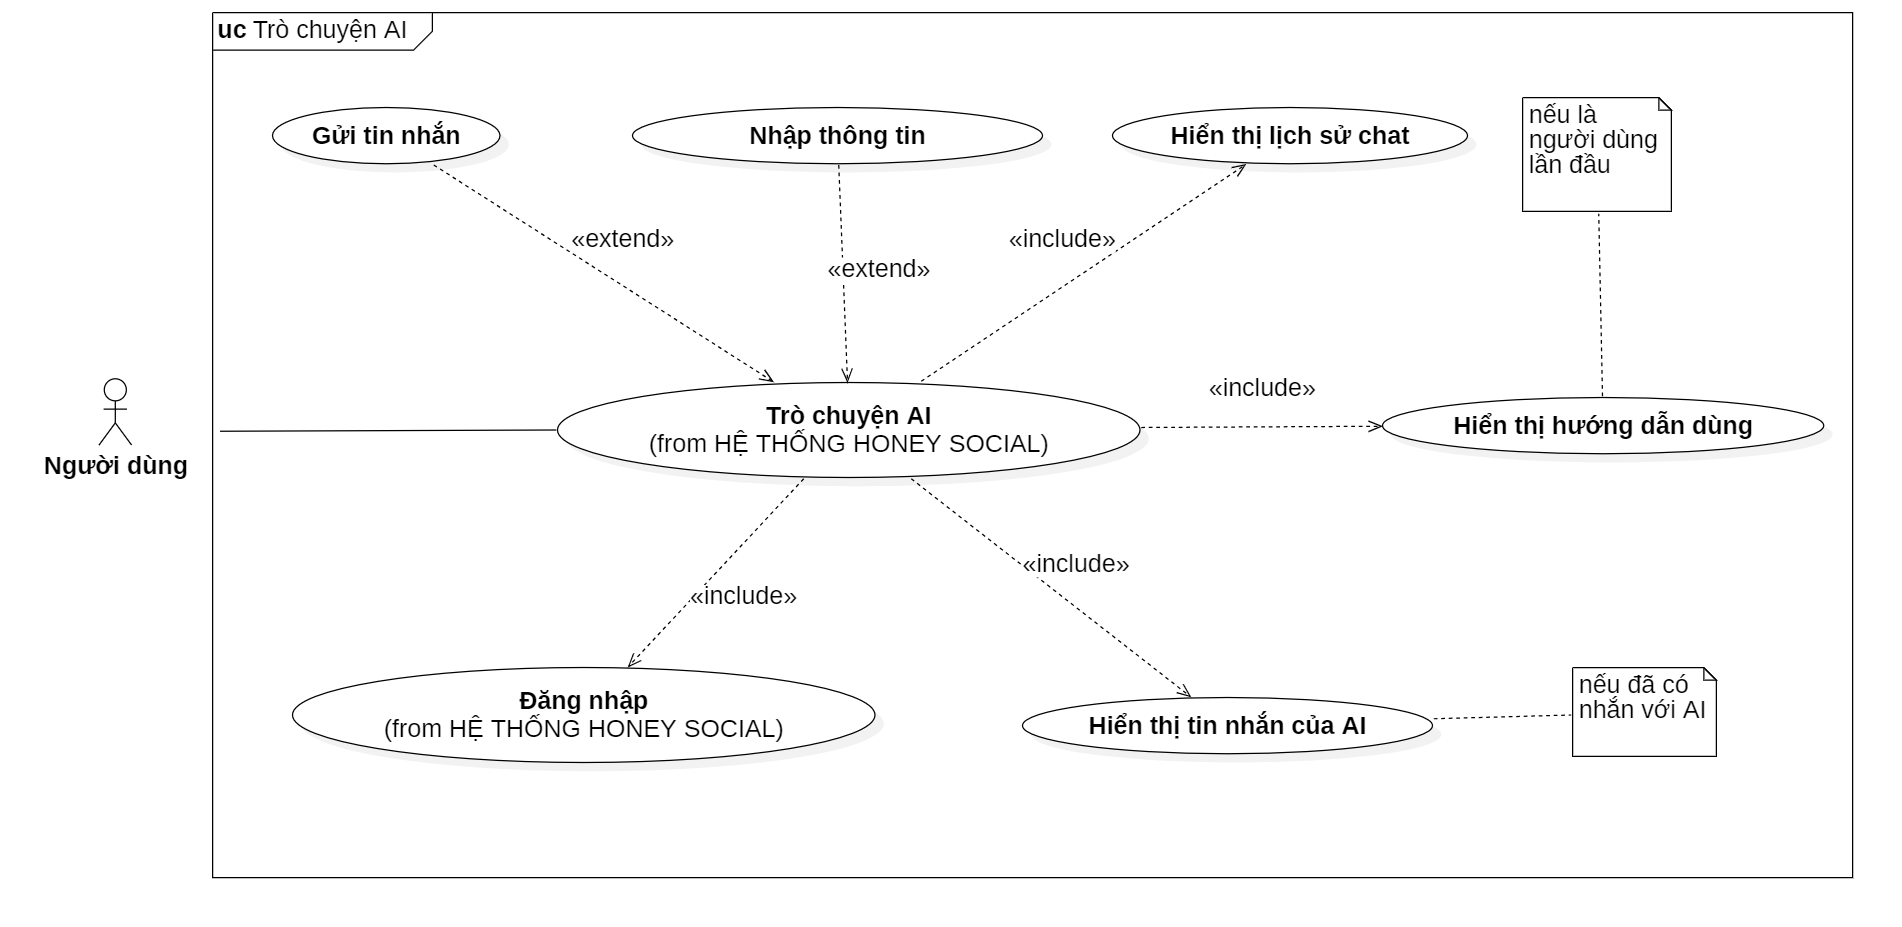 uc Trò chuyện AI
Gửi tin nhắn
Nhập thông tin
Hiển thị lịch sử chat
nếu là
người dùng
lần đầu
«extend»
«extend»
«include»
«include»
Trò chuyện AI
(from HỆ THỐNG HONEY SOCIAL)
Hiển thị hướng dẫn dùng
Người dùng
«include»
«include»
Đăng nhập
(from HỆ THỐNG HONEY SOCIAL)
Hiển thị tin nhắn của AI
nếu đã có
nhắn với AI